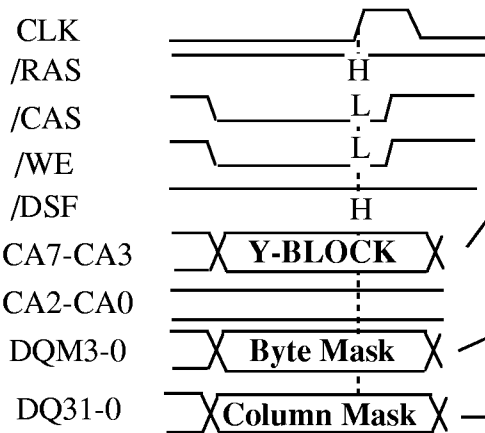 CLK
/RAS H
/CAS L
/WE L
/DSF H
CA7-CA3 Y-BLOCK
CA2-CA0
DQM3-0 Byte Mask
DQ31-0 Column Mask